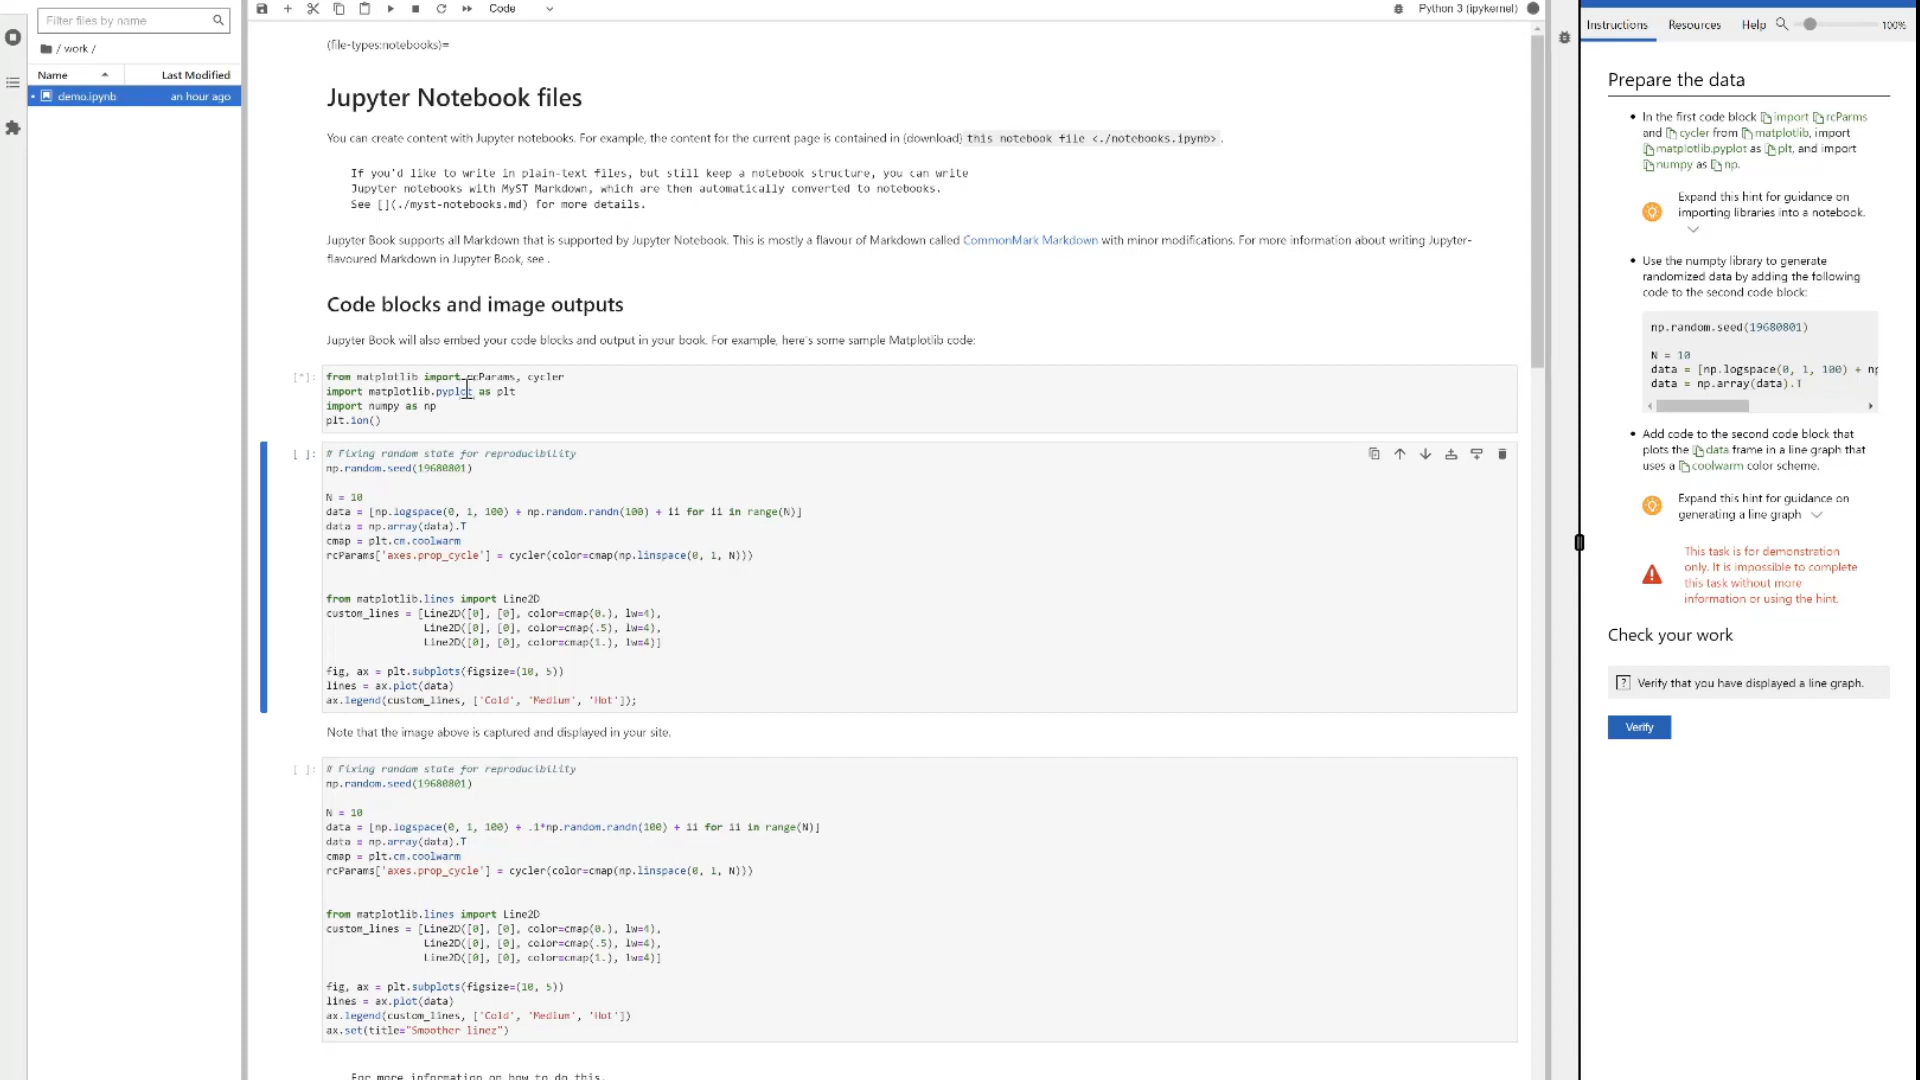 Filter files by name
/ work /
Name Last Modified
demo.ipynb an hour ago
Code
Python 3 (ipykernel)
(file-types:notebooks)=
Jupyter Notebook files
You can create content with Jupyter notebooks. For example, the content for the current page is contained in {download} this notebook file <./notebooks.ipynb> .
If you'd like to write in plain-text files, but still keep a notebook structure, you can write
Jupyter notebooks with MyST Markdown, which are then automatically converted to notebooks.
See [](./myst-notebooks.md) for more details.
Jupyter Book supports all Markdown that is supported by Jupyter Notebook. This is mostly a flavour of Markdown called CommonMark Markdown with minor modifications. For more information about writing Jupyter-
flavoured Markdown in Jupyter Book, see .
Code blocks and image outputs
Jupyter Book will also embed your code blocks and output in your book. For example, here's some sample Matplotlib code:
[*]: from matplotlib import rcParams, cycler
import matplotlib.pyplot as plt
import numpy as np
plt.ion()
[ ]: # Fixing random state for reproducibility
np.random.seed(19680801)
N = 10
data = [np.logspace(0, 1, 100) + np.random.randn(100) + ii for ii in range(N)]
data = np.array(data).T
cmap = plt.cm.coolwarm
rcParams['axes.prop_cycle'] = cycler(color=cmap(np.linspace(0, 1, N)))
from matplotlib.lines import Line2D
custom_lines = [Line2D([0], [0], color=cmap(0.), lw=4),
Line2D([0], [0], color=cmap(.5), lw=4),
Line2D([0], [0], color=cmap(1.), lw=4)]
fig, ax = plt.subplots(figsize=(10, 5))
lines = ax.plot(data)
ax.legend(custom_lines, ['Cold', 'Medium', 'Hot']);
Note that the image above is captured and displayed in your site.
[ ]: # Fixing random state for reproducibility
np.random.seed(19680801)
N = 10
data = [np.logspace(0, 1, 100) + .1*np.random.randn(100) + ii for ii in range(N)]
data = np.array(data).T
cmap = plt.cm.coolwarm
rcParams['axes.prop_cycle'] = cycler(color=cmap(np.linspace(0, 1, N)))
from matplotlib.lines import Line2D
custom_lines = [Line2D([0], [0], color=cmap(0.), lw=4),
Line2D([0], [0], color=cmap(.5), lw=4),
Line2D([0], [0], color=cmap(1.), lw=4)]
fig, ax = plt.subplots(figsize=(10, 5))
lines = ax.plot(data)
ax.legend(custom_lines, ['Cold', 'Medium', 'Hot'])
ax.set(title="Smoother linez")
For more information on how to do this,
Instructions Resources Help 100%
Prepare the data
• In the first code block import rcParms
and cycler from matplotlib, import
matplotlib.pyplot as plt, and import
numpy as np.
Expand this hint for guidance on
importing libraries into a notebook.
• Use the numpty library to generate
randomized data by adding the following
code to the second code block:
np.random.seed(19680801)
N = 10
data = [np.logspace(0, 1, 100) + np
data = np.array(data).T
• Add code to the second code block that
plots the data frame in a line graph that
uses a coolwarm color scheme.
Expand this hint for guidance on
generating a line graph
This task is for demonstration
only. It is impossible to complete
this task without more
information or using the hint.
Check your work
? Verify that you have displayed a line graph.
Verify